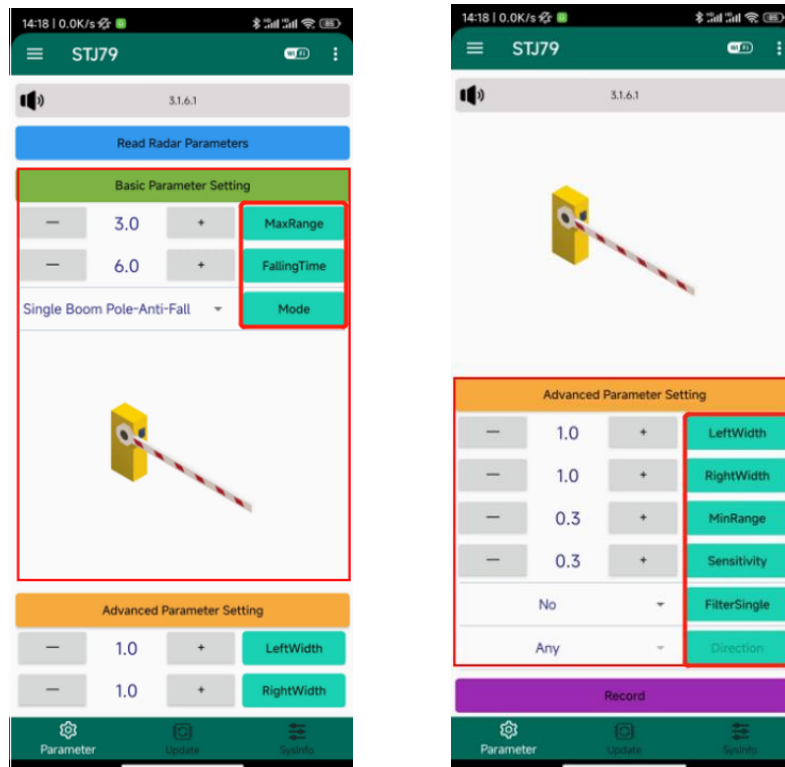 14:18 | 0.0K/s
85
STJ79
3.1.6.1
Read Radar Parameters
Basic Parameter Setting
— 3.0 + MaxRange
— 6.0 + FallingTime
Single Boom Pole-Anti-Fall Mode
Advanced Parameter Setting
— 1.0 + LeftWidth
— 1.0 + RightWidth
Parameter Update SysInfo
14:18 | 0.0K/s
85
STJ79
3.1.6.1
Advanced Parameter Setting
— 1.0 + LeftWidth
— 1.0 + RightWidth
— 0.3 + MinRange
— 0.3 + Sensitivity
No FilterSingle
Any Direction
Record
Parameter Update SysInfo